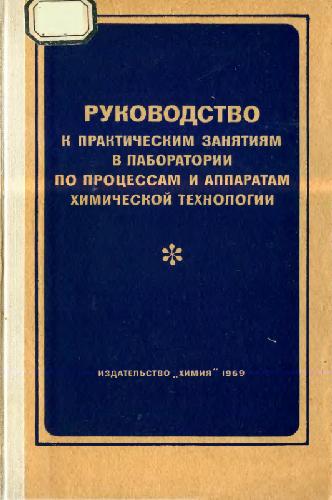 РУКОВОДСТВО
К ПРАКТИЧЕСКИМ ЗАНЯТИЯМ
В ЛАБОРАТОРИИ
ПО ПРОЦЕССАМ И АППАРАТАМ
ХИМИЧЕСКОЙ ТЕХНОЛОГИИ
*
ИЗДАТЕЛЬСТВО „ХИМИЯ" 1969